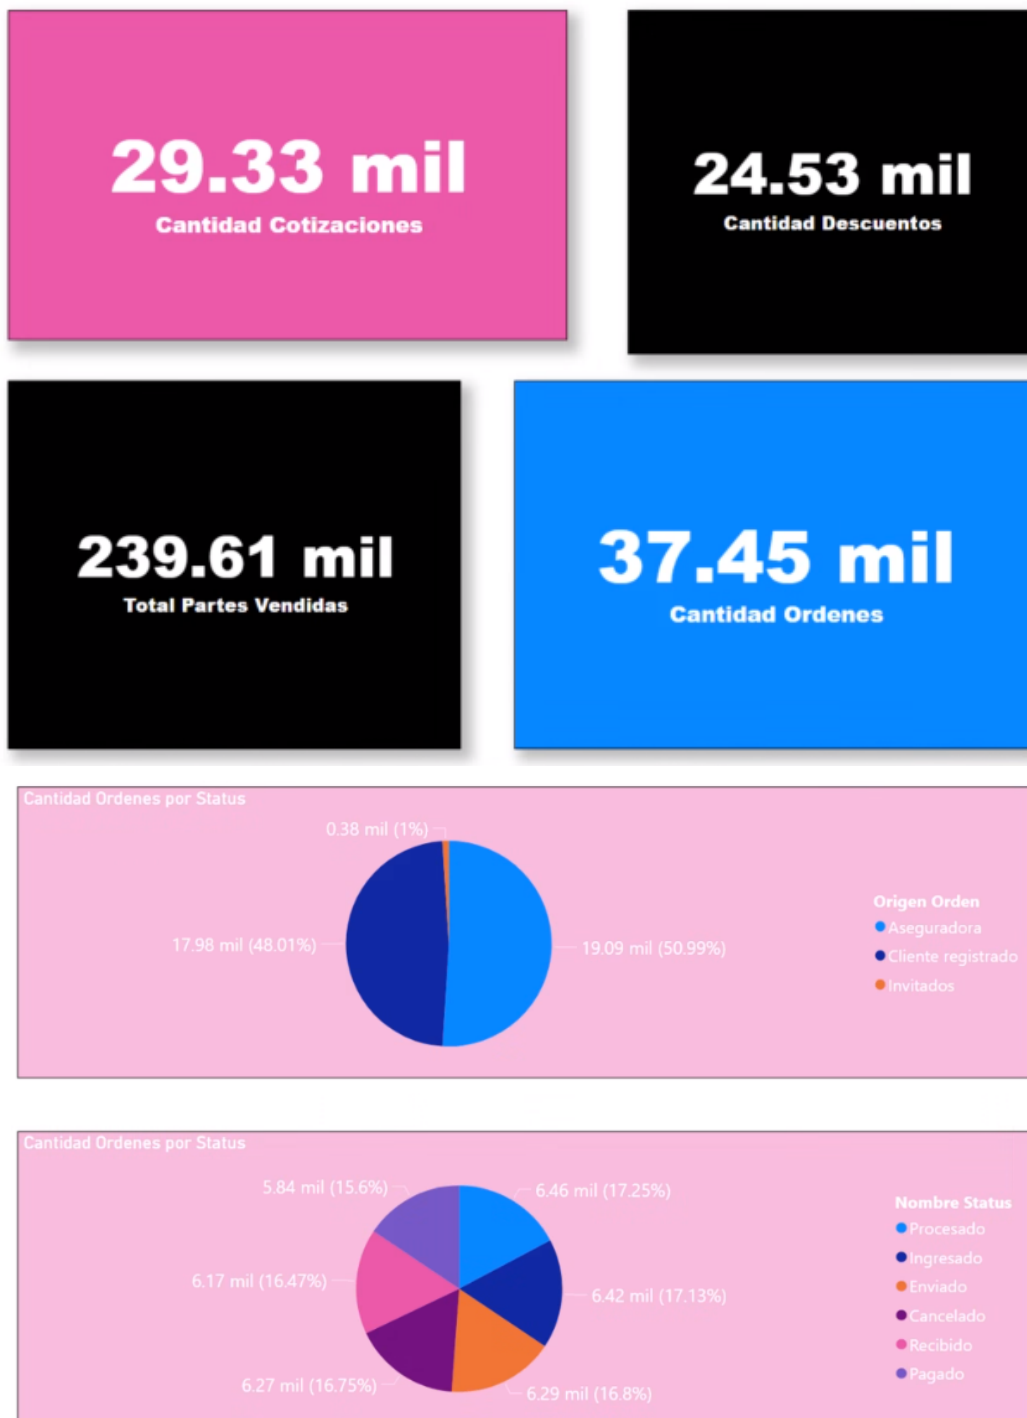 29.33 mil
Cantidad Cotizaciones
24.53 mil
Cantidad Descuentos
239.61 mil
Total Partes Vendidas
37.45 mil
Cantidad Ordenes
Cantidad Ordenes por Status
0.38 mil (1%)
17.98 mil (48.01%)
19.09 mil (50.99%)
Origen Orden
Aseguradora
Cliente registrado
Invitados
Cantidad Ordenes por Status
5.84 mil (15.6%)
6.46 mil (17.25%)
6.17 mil (16.47%)
6.42 mil (17.13%)
6.27 mil (16.75%)
6.29 mil (16.8%)
Nombre Status
Procesado
Ingresado
Enviado
Cancelado
Recibido
Pagado